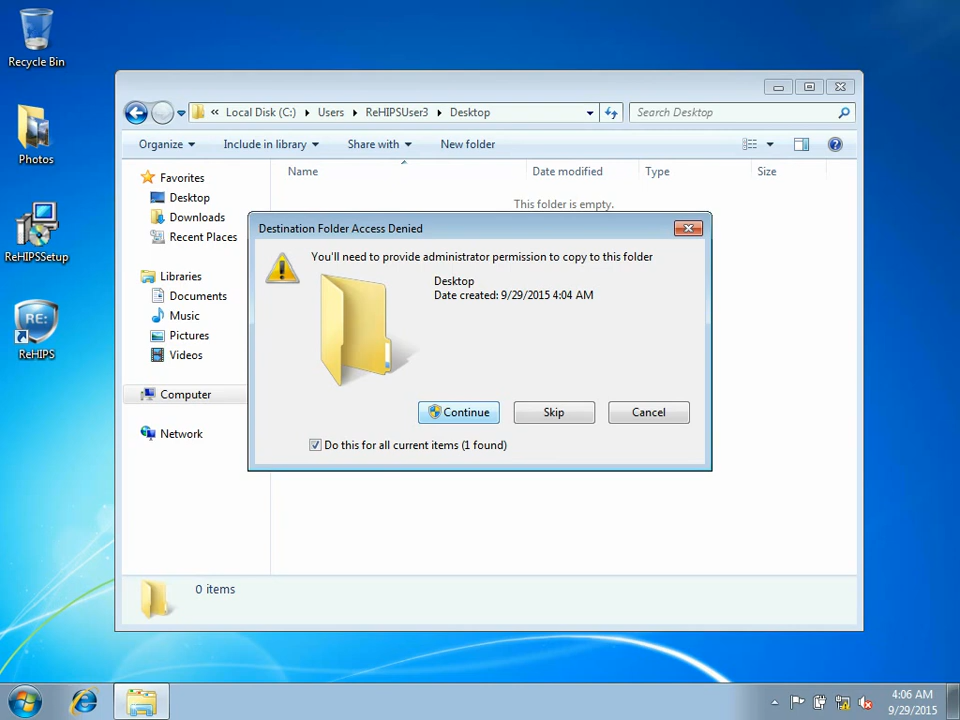 Recycle Bin
Photos
ReHIPSSetup
RE:
ReHIPS
« Local Disk (C:) Users ReHIPSUser3 Desktop
Search Desktop
Organize
Include in library
Share with
New folder
Favorites
Desktop
Downloads
Recent Places
Libraries
Documents
Music
Pictures
Videos
Computer
Network
Name
Date modified
Type
Size
This folder is empty.
Destination Folder Access Denied
You'll need to provide administrator permission to copy to this folder
Desktop
Date created: 9/29/2015 4:04 AM
Continue
Skip
Cancel
Do this for all current items (1 found)
0 items
4:06 AM
9/29/2015